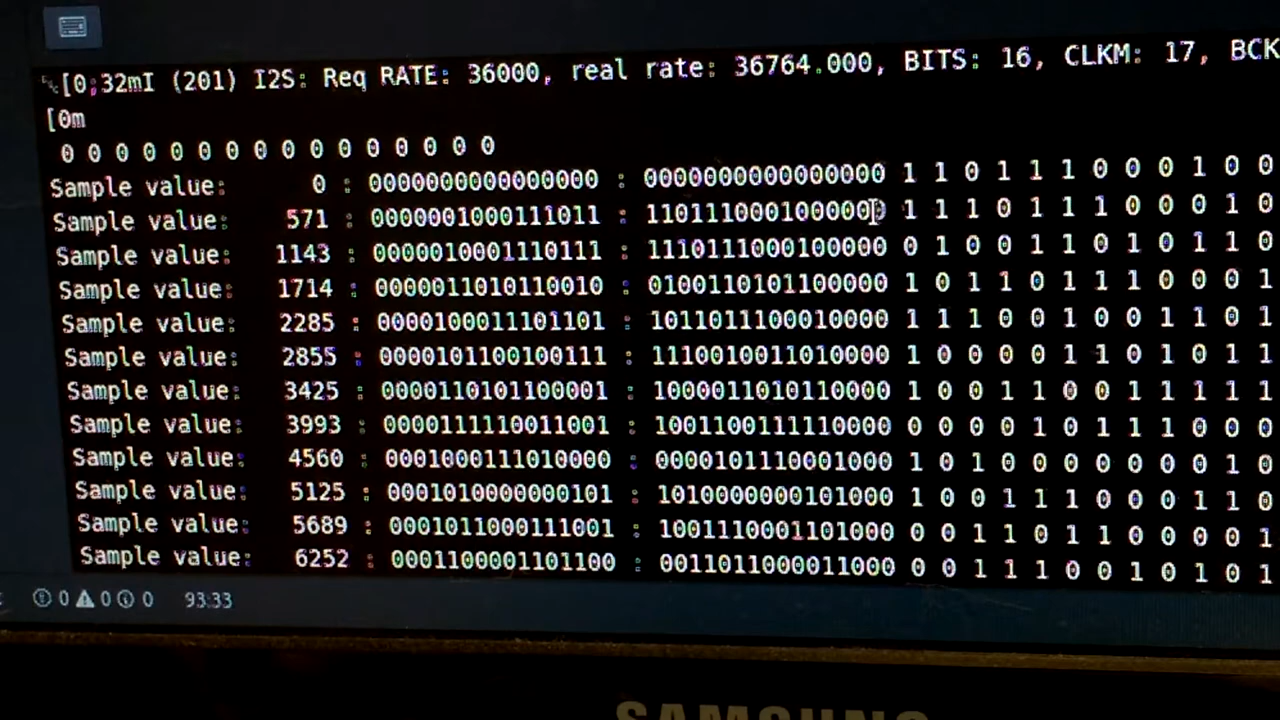 [0;32mI (201) I2S: Req RATE: 36000, real rate: 36764.000, BITS: 16, CLKM: 17, BCK
[0m
0 0 0 0 0 0 0 0 0 0 0 0 0 0 0 0
Sample value: 0 : 0000000000000000 : 0000000000000000 1 1 0 1 1 1 0 0 0 1 0 0
Sample value: 571 : 0000001000111011 : 1101110001000000 1 1 1 0 1 1 1 0 0 0 1 0
Sample value: 1143 : 0000010001110111 : 1110111000100000 0 1 0 0 1 1 0 1 0 1 1 0
Sample value: 1714 : 0000011010110010 : 0100110101100000 1 0 1 1 0 1 1 1 0 0 0 1
Sample value: 2285 : 0000100011101101 : 1011011100010000 1 1 1 0 0 1 0 0 1 1 0 1
Sample value: 2855 : 0000101100100111 : 1110010011010000 1 0 0 0 0 1 1 0 1 0 1 1
Sample value: 3425 : 0000110101100001 : 1000011010110000 1 0 0 1 1 0 0 1 1 1 1 1
Sample value: 3993 : 0000111110011001 : 1001100111110000 0 0 0 0 1 0 1 1 1 0 0 0
Sample value: 4560 : 0001000111010000 : 0000101110001000 1 0 1 0 0 0 0 0 0 0 1 0
Sample value: 5125 : 0001010000000101 : 1010000000101000 1 0 0 1 1 1 0 0 0 1 1 0
Sample value: 5689 : 0001011000111001 : 1001110001101000 0 0 1 1 0 1 1 0 0 0 0 1
Sample value: 6252 : 0001100001101100 : 0011011000011000 0 0 1 1 1 0 0 1 0 1 0 1
0 0 0 93:33
SAMSUNG